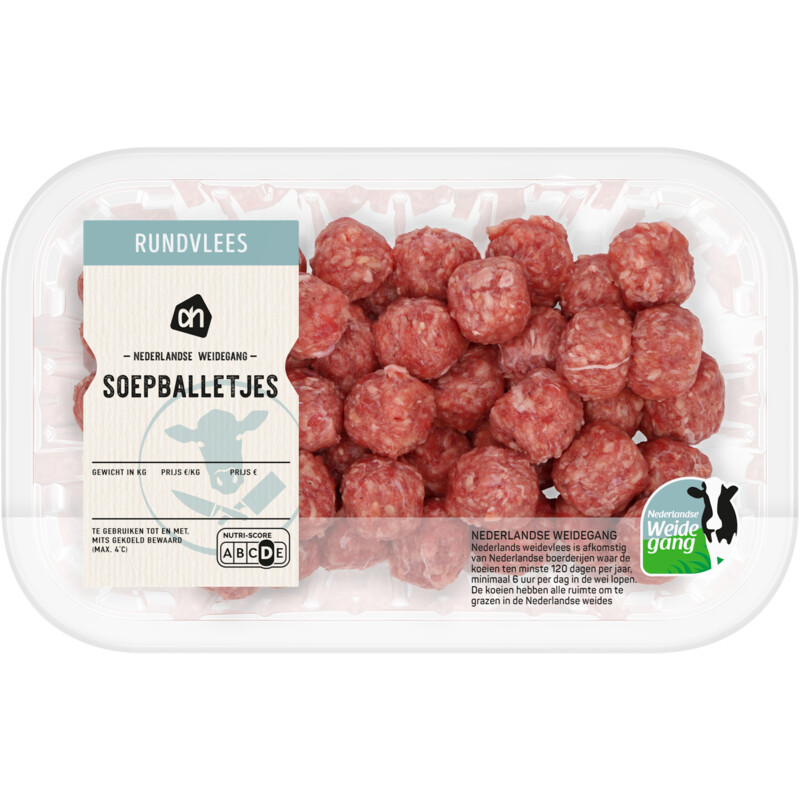 RUNDVLEES
ah
– NEDERLANDSE WEIDEGANG –
SOEPBALLETJES
GEWICHT IN KG PRIJS €/KG PRIJS €
TE GEBRUIKEN TOT EN MET,
MITS GEKOELD BEWAARD
(MAX. 4°C)
NUTRI-SCORE
A B C D E
NEDERLANDSE WEIDEGANG
Nederlands weidevlees is afkomstig
van Nederlandse boerderijen waar de
koeien ten minste 120 dagen per jaar,
minimaal 6 uur per dag in de wei lopen.
De koeien hebben alle ruimte om te
grazen in de Nederlandse weides
Nederlandse
Weide
gang